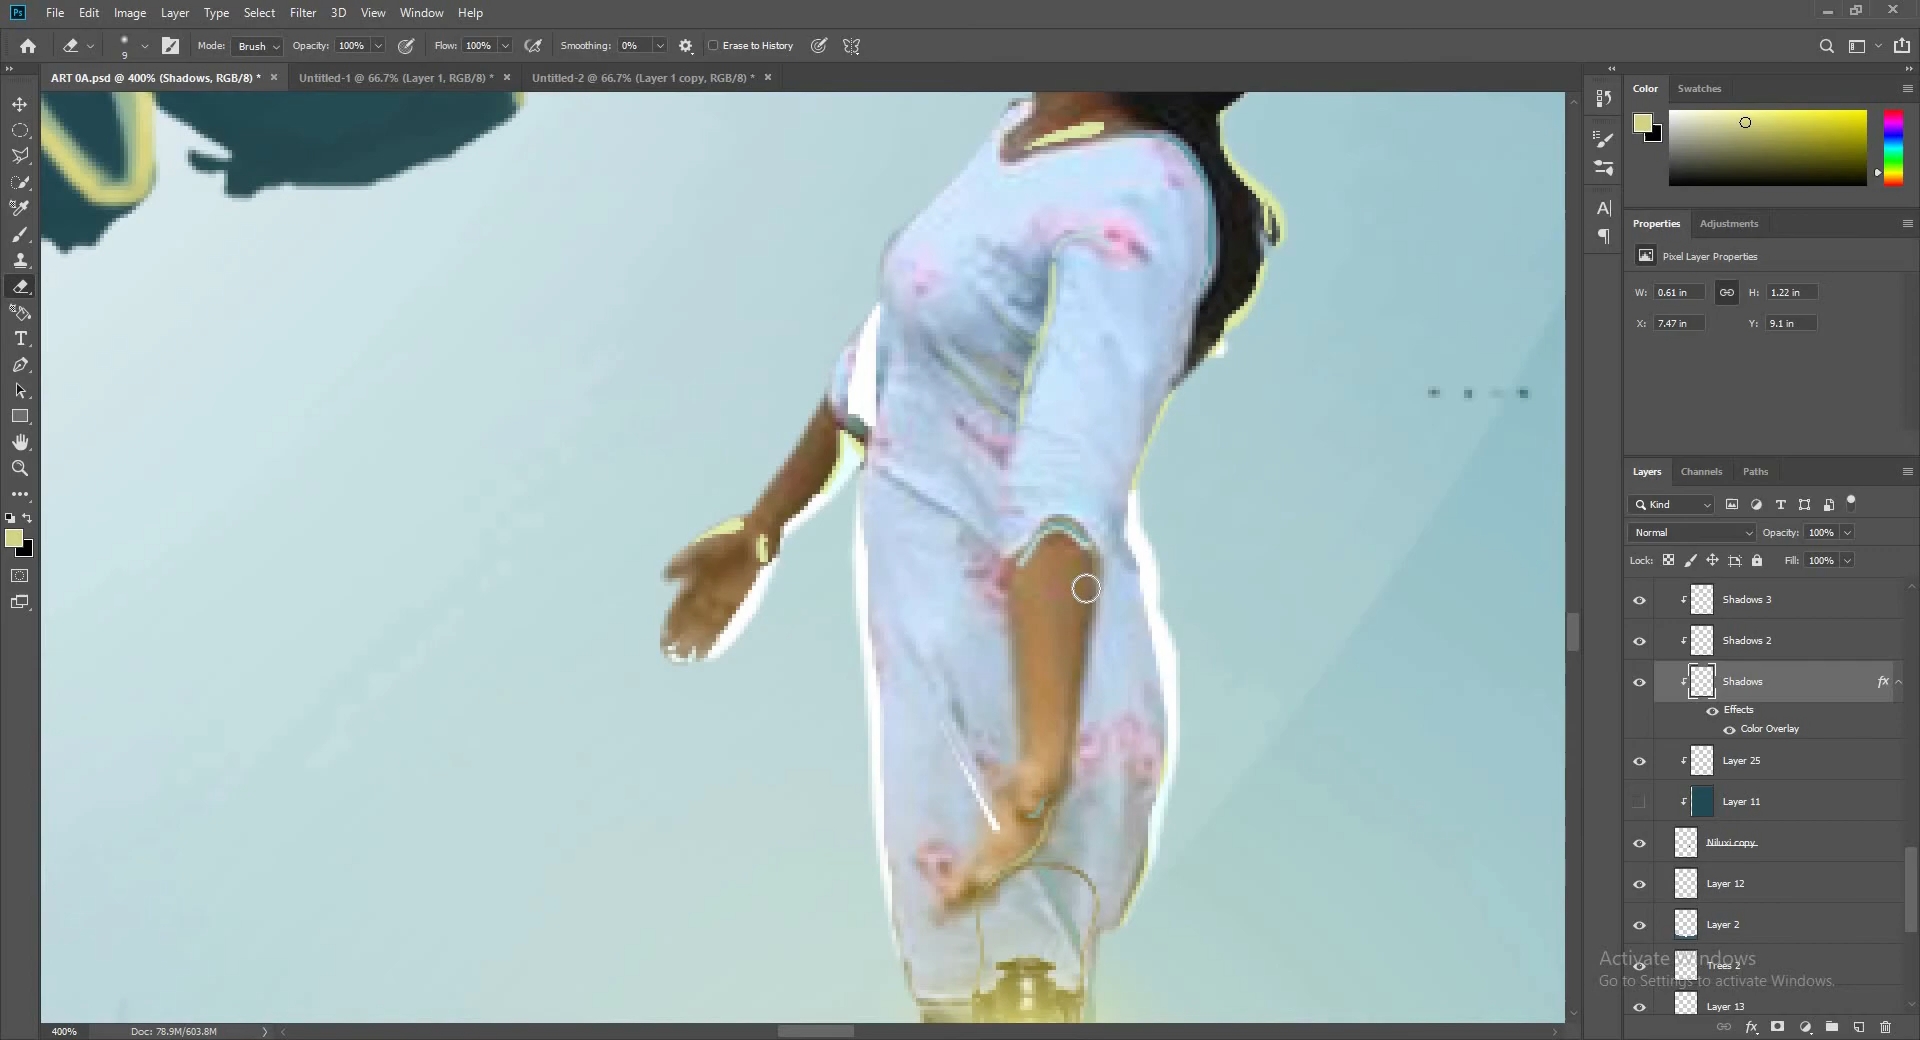 Ps File Edit Image Layer Type Select Filter 3D View Window Help
9 Mode: Brush Opacity: 100% Flow: 100% Smoothing: 0% Erase to History
ART 0A.psd @ 400% (Shadows, RGB/8) * Untitled-1 @ 66.7% (Layer 1, RGB/8) * Untitled-2 @ 66.7% (Layer 1 copy, RGB/8) *
Color Swatches
Properties Adjustments
Pixel Layer Properties
W: 0.61 in H: 1.22 in
X: 7.47 in Y: 9.1 in
Layers Channels Paths
Kind
Normal Opacity: 100%
Lock: Fill: 100%
Shadows 3
Shadows 2
Shadows fx
Effects
Color Overlay
Layer 25
Layer 11
Niluxi copy
Layer 12
Layer 2
Trees 2
Layer 13
Activate Windows
Go to Settings to activate Windows.
400% Doc: 78.9M/603.8M